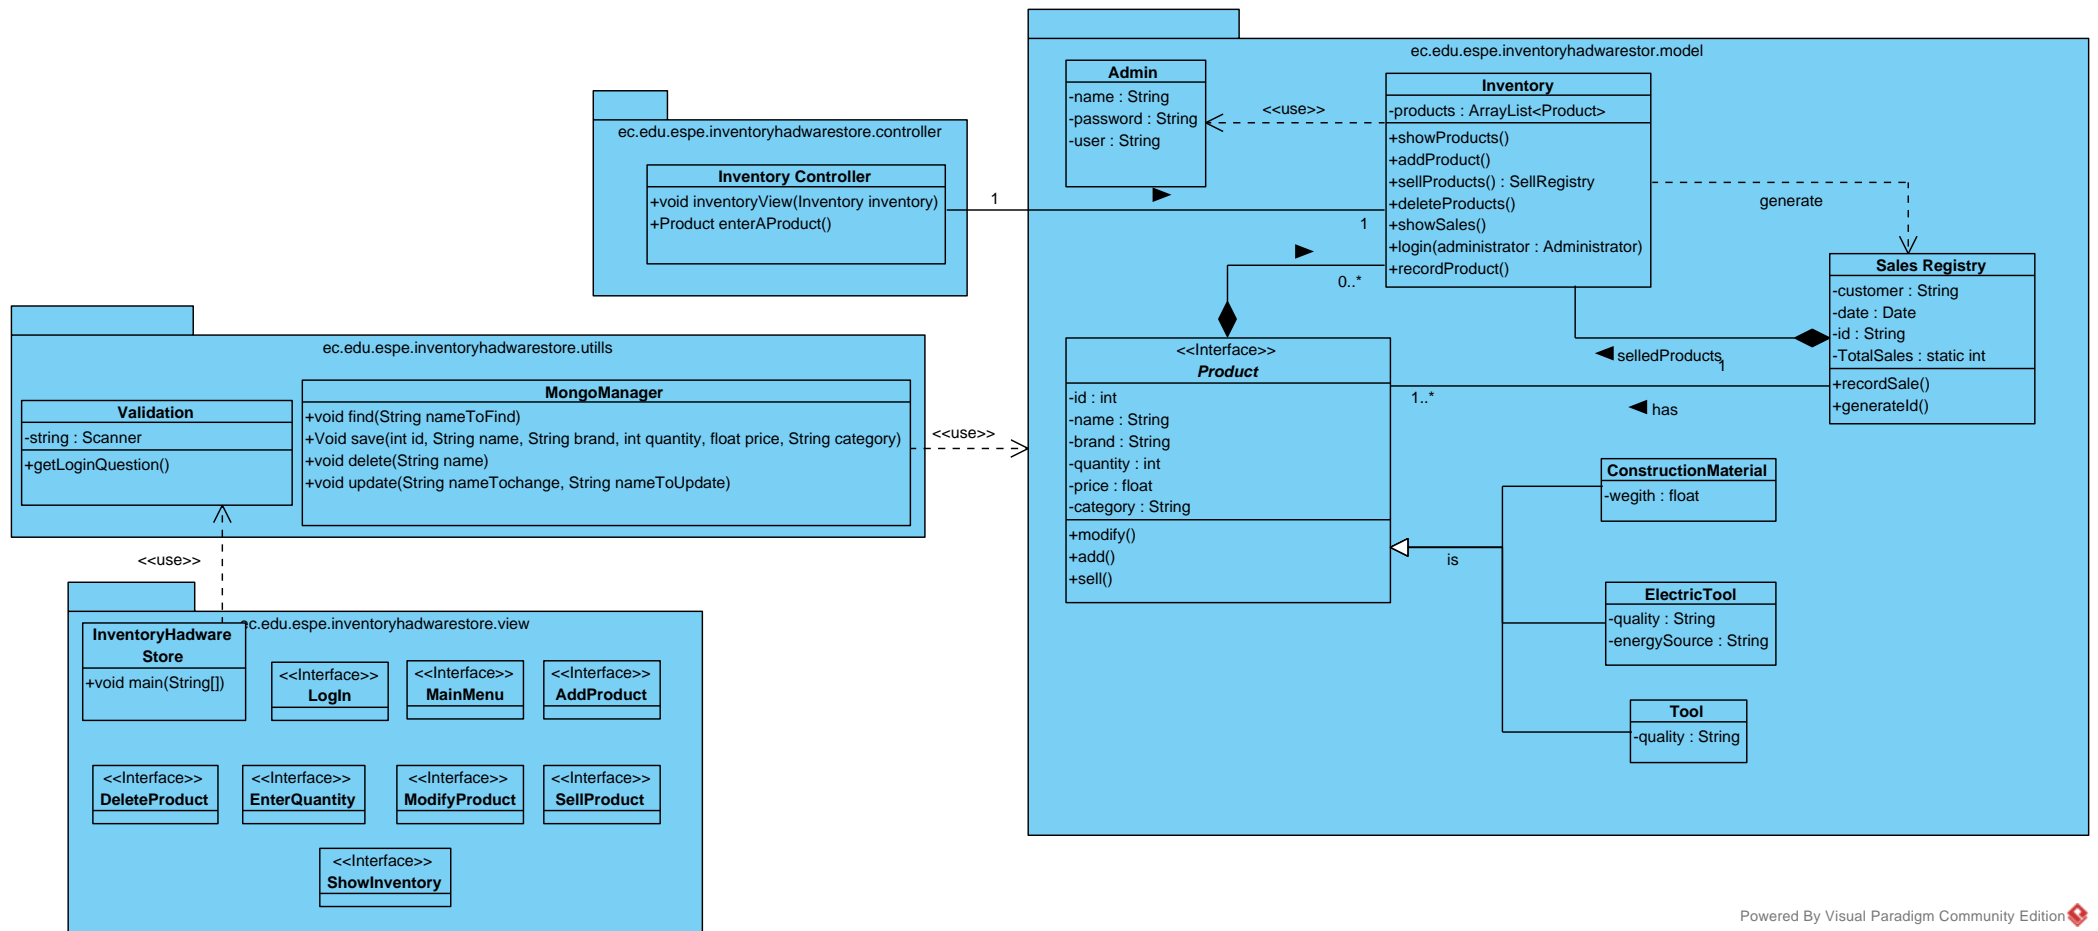 ec.edu.espe.inventoryhadwarestor.model
Admin
-name : String
-password : String
-user : String
<<use>>
Inventory
-products : ArrayList<Product>
+showProducts()
+addProduct()
+sellProducts() : SellRegistry
+deleteProducts()
+showSales()
+login(administrator : Administrator)
+recordProduct()
generate
Sales Registry
-customer : String
-date : Date
-id : String
-TotalSales : static int
+recordSale()
+generateId()
ec.edu.espe.inventoryhadwarestore.controller
Inventory Controller
+void inventoryView(Inventory inventory)
+Product enterAProduct()
1
1
0..*
selledProducts
1
1..*
has
<<Interface>>
Product
-id : int
-name : String
-brand : String
-quantity : int
-price : float
-category : String
+modify()
+add()
+sell()
is
ConstructionMaterial
-wegith : float
ElectricTool
-quality : String
-energySource : String
Tool
-quality : String
ec.edu.espe.inventoryhadwarestore.utills
Validation
-string : Scanner
+getLoginQuestion()
MongoManager
+void find(String nameToFind)
+Void save(int id, String name, String brand, int quantity, float price, String category)
+void delete(String name)
+void update(String nameTochange, String nameToUpdate)
<<use>>
<<use>>
ec.edu.espe.inventoryhadwarestore.view
InventoryHadware
Store
+void main(String[])
<<Interface>>
LogIn
<<Interface>>
MainMenu
<<Interface>>
AddProduct
<<Interface>>
DeleteProduct
<<Interface>>
EnterQuantity
<<Interface>>
ModifyProduct
<<Interface>>
SellProduct
<<Interface>>
ShowInventory
Powered By Visual Paradigm Community Edition